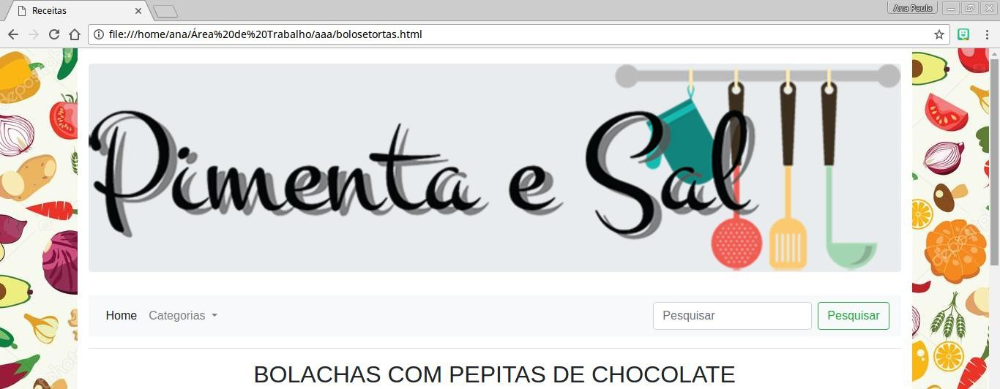 Receitas
Ana Paula
file:///home/ana/Área%20de%20Trabalho/aaa/bolosetortas.html
Pimenta e Sal
Home Categorias Pesquisar Pesquisar
BOLACHAS COM PEPITAS DE CHOCOLATE